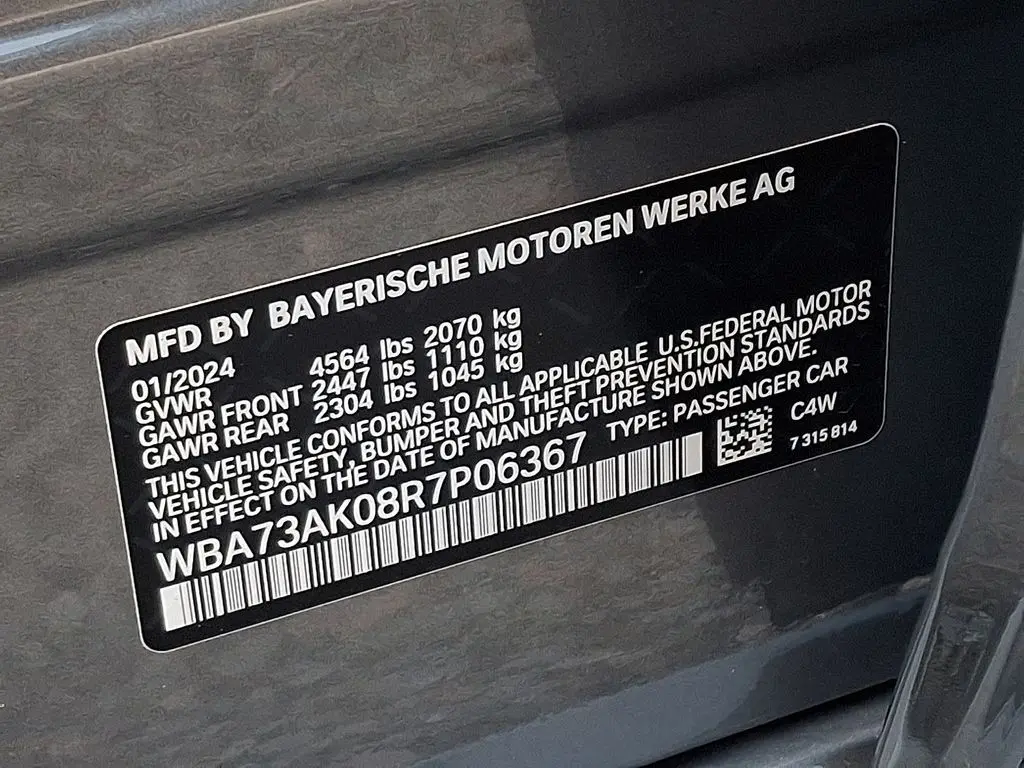 MFD BY BAYERISCHE MOTOREN WERKE AG
01/2024
GVWR 4564 lbs 2070 kg
GAWR FRONT 2447 lbs 1110 kg
GAWR REAR 2304 lbs 1045 kg
THIS VEHICLE CONFORMS TO ALL APPLICABLE U.S.FEDERAL MOTOR
VEHICLE SAFETY, BUMPER AND THEFT PREVENTION STANDARDS
IN EFFECT ON THE DATE OF MANUFACTURE SHOWN ABOVE.
WBA73AK08R7P06367 TYPE: PASSENGER CAR
C4W
7 315 814